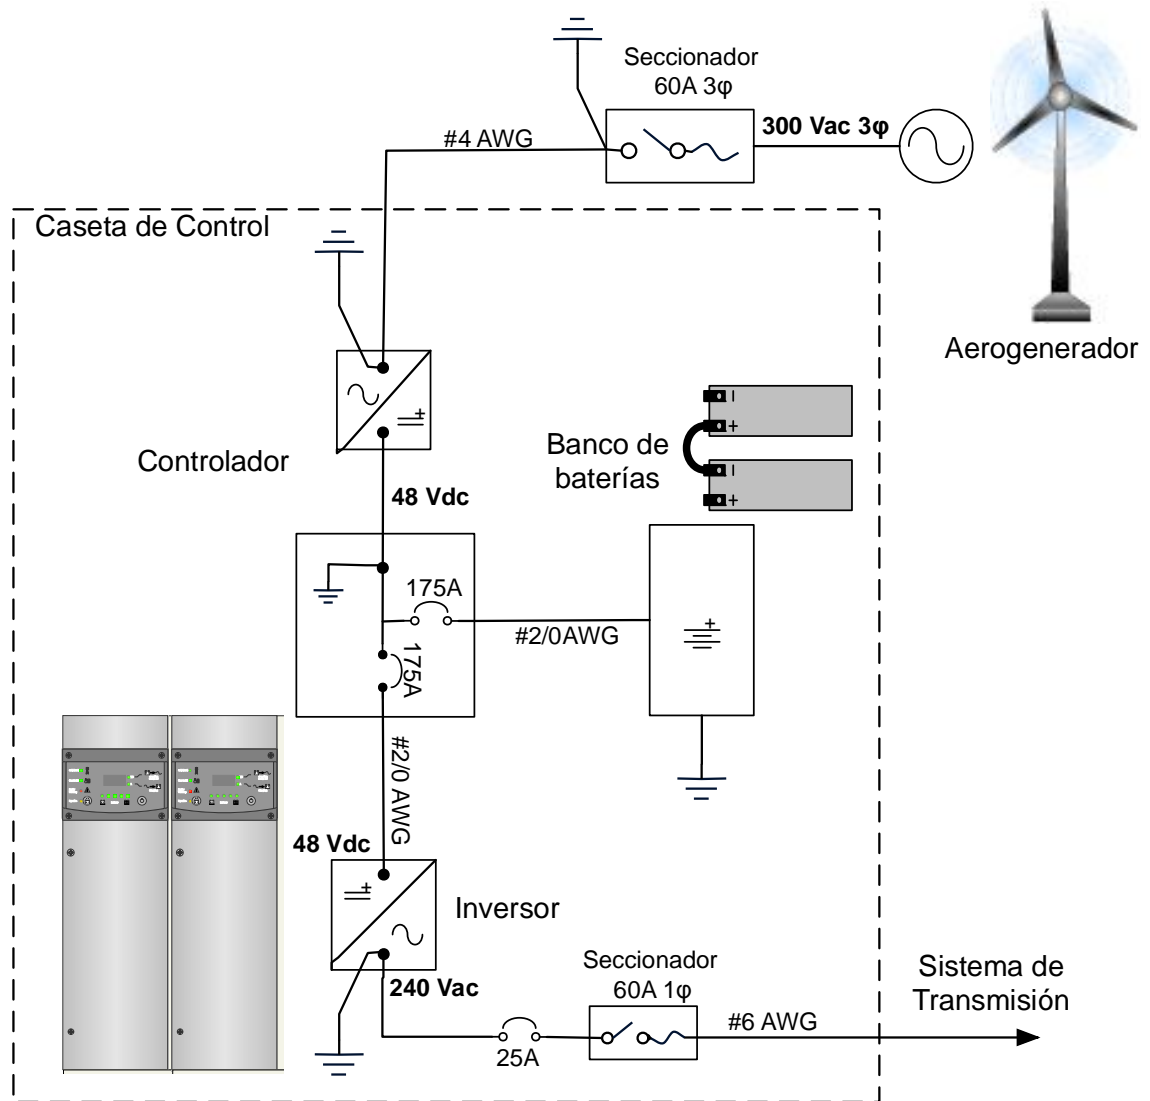 Seccionador
60A 3φ
300 Vac 3φ
#4 AWG
Caseta de Control
Aerogenerador
Controlador
Banco de
baterías
48 Vdc
175A
#2/0AWG
175A
#2/0 AWG
48 Vdc
Inversor
240 Vac
25A
Seccionador
60A 1φ
#6 AWG
Sistema de
Transmisión